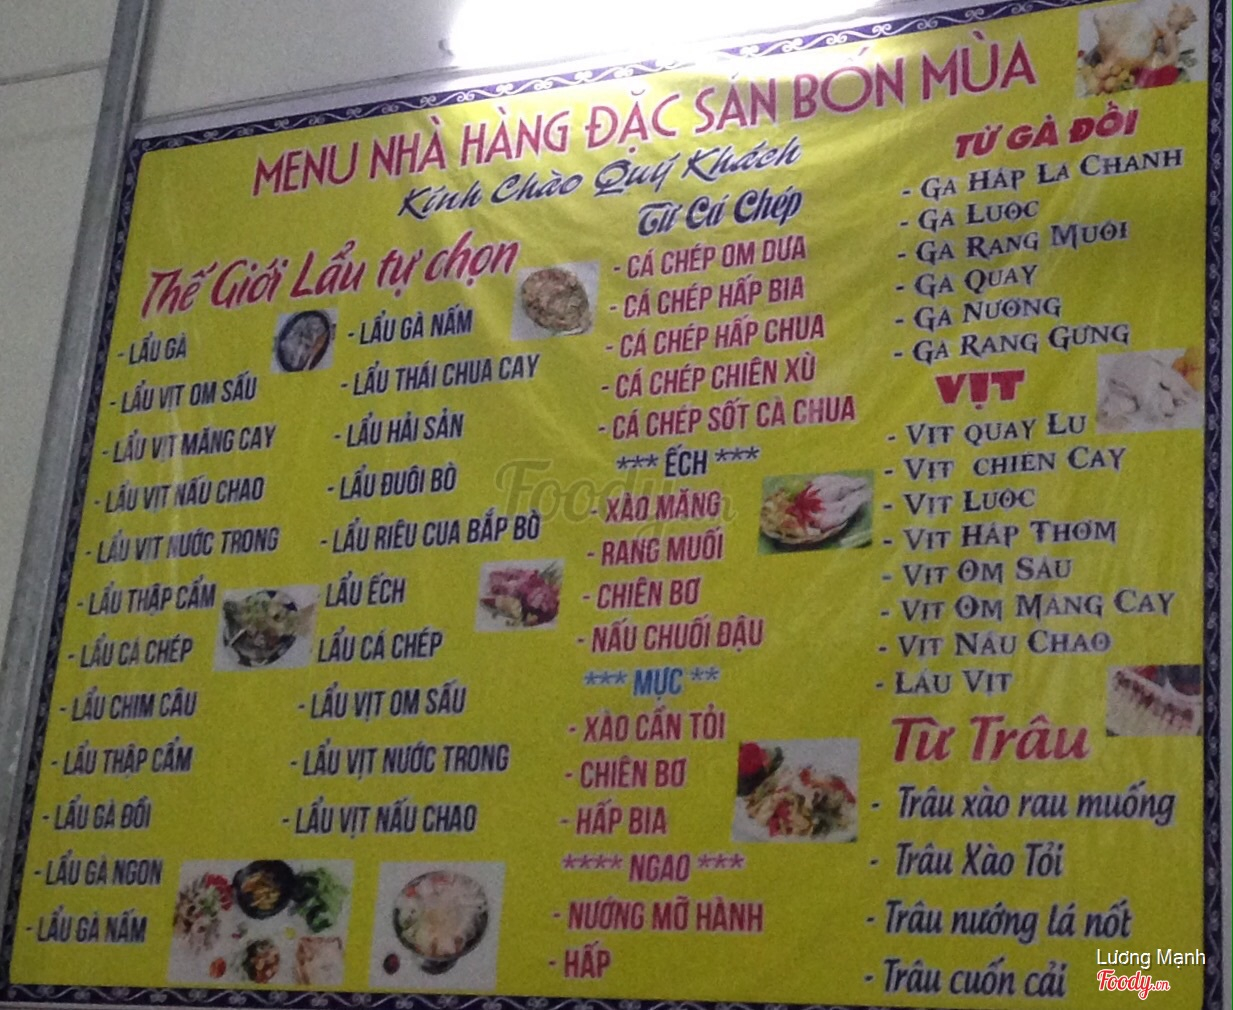 MENU NHÀ HÀNG ĐẶC SẢN BỐN MÙA
Kính Chào Quý Khách
Thế Giới Lẩu tự chọn
- LẨU GÀ
- LẨU VỊT OM SẤU
- LẨU VỊT MĂNG CAY
- LẨU VỊT NẤU CHAO
- LẨU VỊT NƯỚC TRONG
- LẨU THẬP CẨM
- LẨU CÁ CHÉP
- LẨU CHIM CÂU
- LẨU THẬP CẨM
- LẨU GÀ ĐỒI
- LẨU GÀ NGON
- LẨU GÀ NẤM
- LẨU GÀ NẤM
- LẨU THÁI CHUA CAY
- LẨU HẢI SẢN
- LẨU ĐUÔI BÒ
- LẨU RIÊU CUA BẮP BÒ
LẨU ẾCH
LẨU CÁ CHÉP
- LẨU VỊT OM SẤU
- LẨU VỊT NƯỚC TRONG
- LẨU VỊT NẤU CHAO
Từ Cá Chép
- CÁ CHÉP OM DƯA
- CÁ CHÉP HẤP BIA
- CÁ CHÉP HẤP CHUA
- CÁ CHÉP CHIÊN XÙ
- CÁ CHÉP SỐT CÀ CHUA
*** ẾCH ***
- XÀO MĂNG
- RANG MUỐI
- CHIÊN BƠ
- NẤU CHUỐI ĐẬU
*** MỰC **
- XÀO CẦN TỎI
- CHIÊN BƠ
- HẤP BIA
**** NGAO ***
- NƯỚNG MỠ HÀNH
- HẤP
TỪ GÀ ĐỒI
- GÀ HẤP LÁ CHANH
- GÀ LUỘC
- GÀ RANG MUỐI
- GÀ QUAY
- GÀ NƯỚNG
- GÀ RANG GỪNG
VỊT
- VỊT QUAY LU
- VỊT CHIÊN CAY
- VỊT LUỘC
- VỊT HẤP THƠM
- VỊT OM SẤU
- VỊT OM MĂNG CAY
- VỊT NẤU CHAO
- LẨU VỊT
Từ Trâu
- Trâu xào rau muống
- Trâu Xào Tỏi
- Trâu nướng lá nốt
- Trâu cuốn cải
Foody.vn
Lương Mạnh
Foody.vn